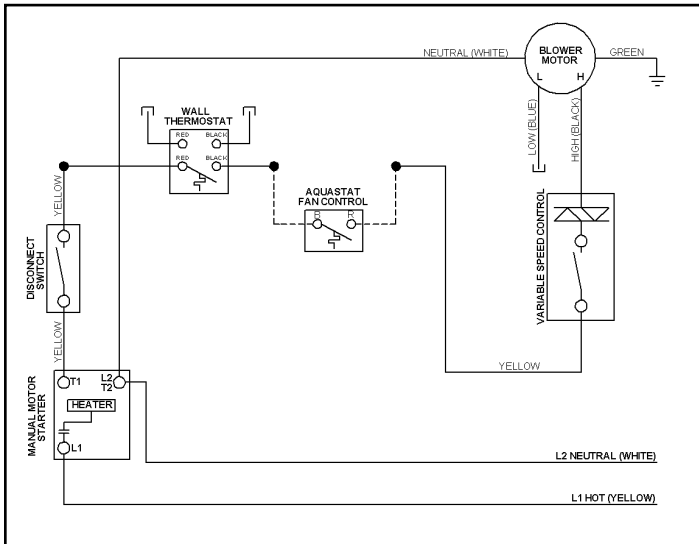 NEUTRAL (WHITE)
BLOWER
MOTOR
GREEN
L H
LOW (BLUE)
HIGH (BLACK)
WALL
THERMOSTAT
RED BLACK
RED BLACK
AQUASTAT
FAN CONTROL
B R
YELLOW
DISCONNECT
SWITCH
VARIABLE SPEED CONTROL
YELLOW
YELLOW
MANUAL MOTOR
STARTER
T1
L2
T2
HEATER
L1
L2 NEUTRAL (WHITE)
L1 HOT (YELLOW)